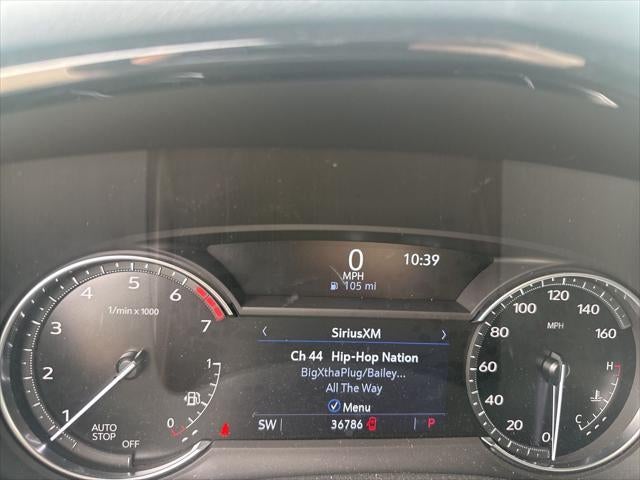 0
MPH
10:39
105 mi
SiriusXM
Ch 44 Hip-Hop Nation
BigXthaPlug/Bailey...
All The Way
Menu
SW 36786 P
1 2 3 4 5 6 7
1/min x 1000
AUTO
STOP
OFF
0 1
0 20 40 60 80 100 120 140 160
MPH
H
C